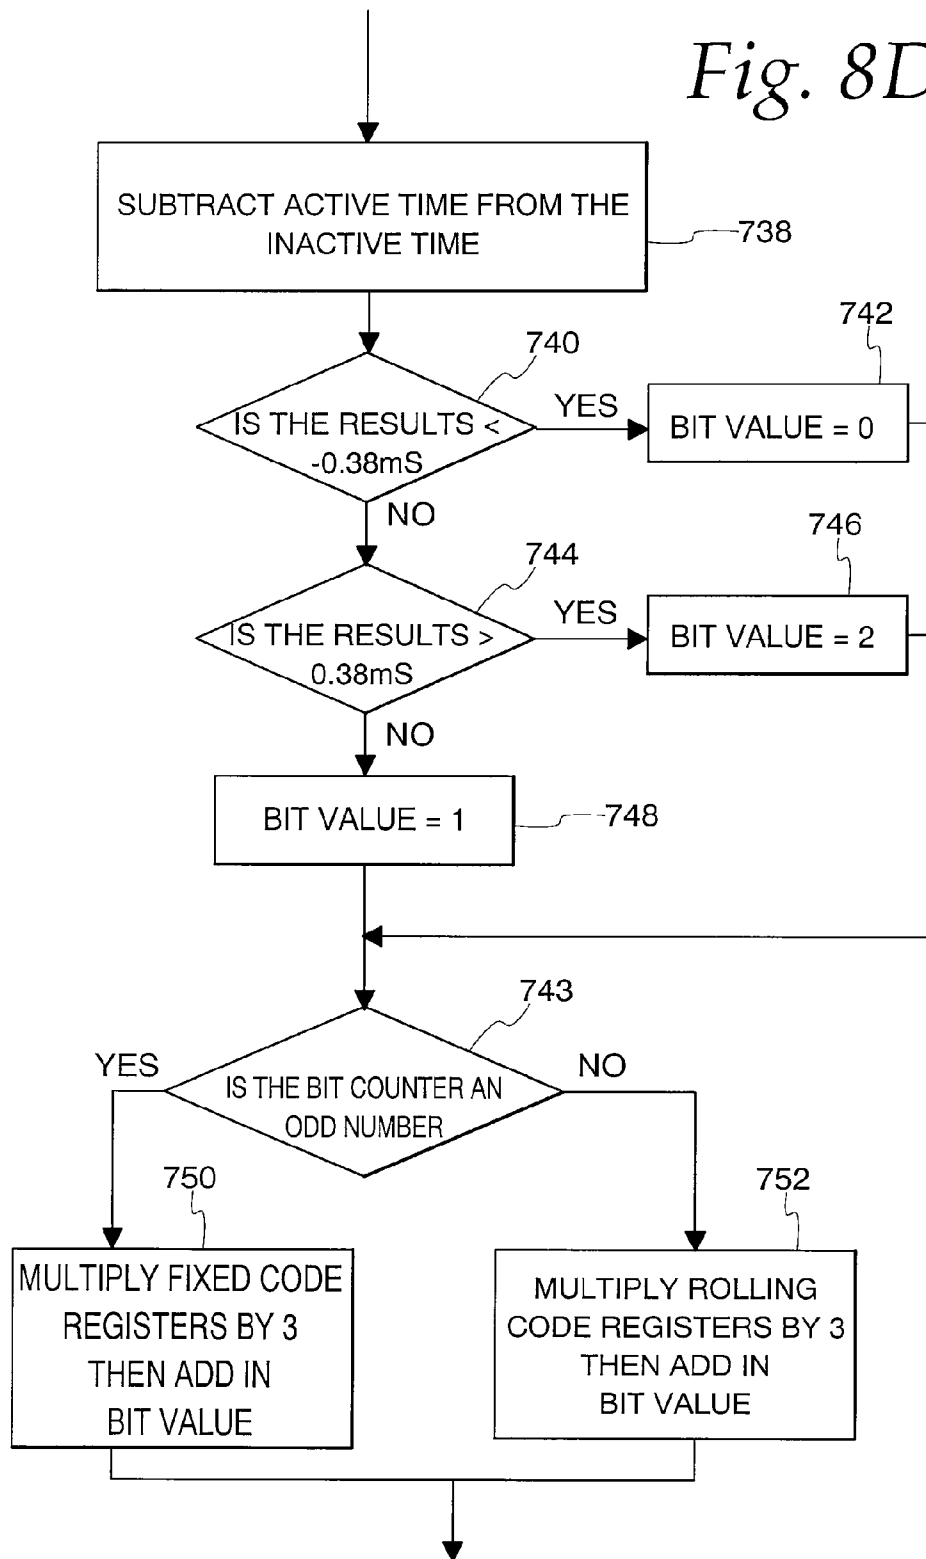 Fig. 8D
SUBTRACT ACTIVE TIME FROM THE
INACTIVE TIME
738
740
IS THE RESULTS <
-0.38mS
YES
742
BIT VALUE = 0
NO
744
IS THE RESULTS >
0.38mS
YES
746
BIT VALUE = 2
NO
BIT VALUE = 1
748
743
IS THE BIT COUNTER AN
ODD NUMBER
YES
NO
750
MULTIPLY FIXED CODE
REGISTERS BY 3
THEN ADD IN
BIT VALUE
752
MULTIPLY ROLLING
CODE REGISTERS BY 3
THEN ADD IN
BIT VALUE